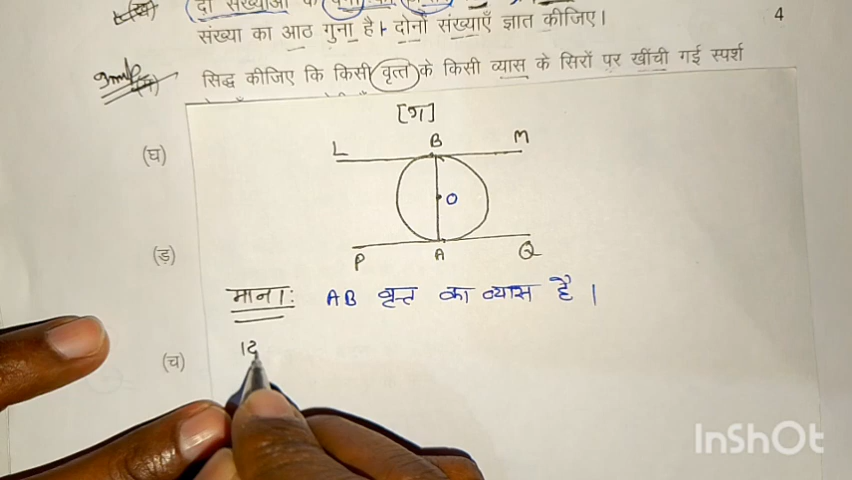 (ख) दो संख्याओं के
संख्या का आठ गुना है। दोनों संख्याएँ ज्ञात कीजिए।
4
सिद्ध कीजिए कि किसी वृत्त के किसी व्यास के सिरों पर खींची गई स्पर्श
[ग]
(घ)
L B M
O
(ड़)
P A Q
माना: AB वृत्त का व्यास है।
(च)
InShOt